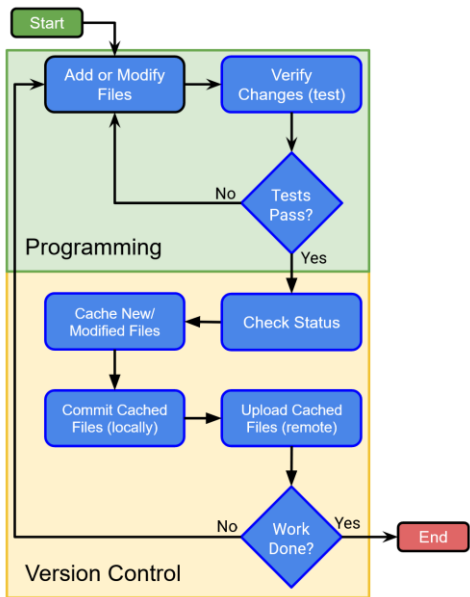 Start
Add or Modify
Files
Verify
Changes (test)
No
Tests
Pass?
Programming
Yes
Cache New/
Modified Files
Check Status
Commit Cached
Files (locally)
Upload Cached
Files (remote)
No
Work
Done?
Yes
End
Version Control